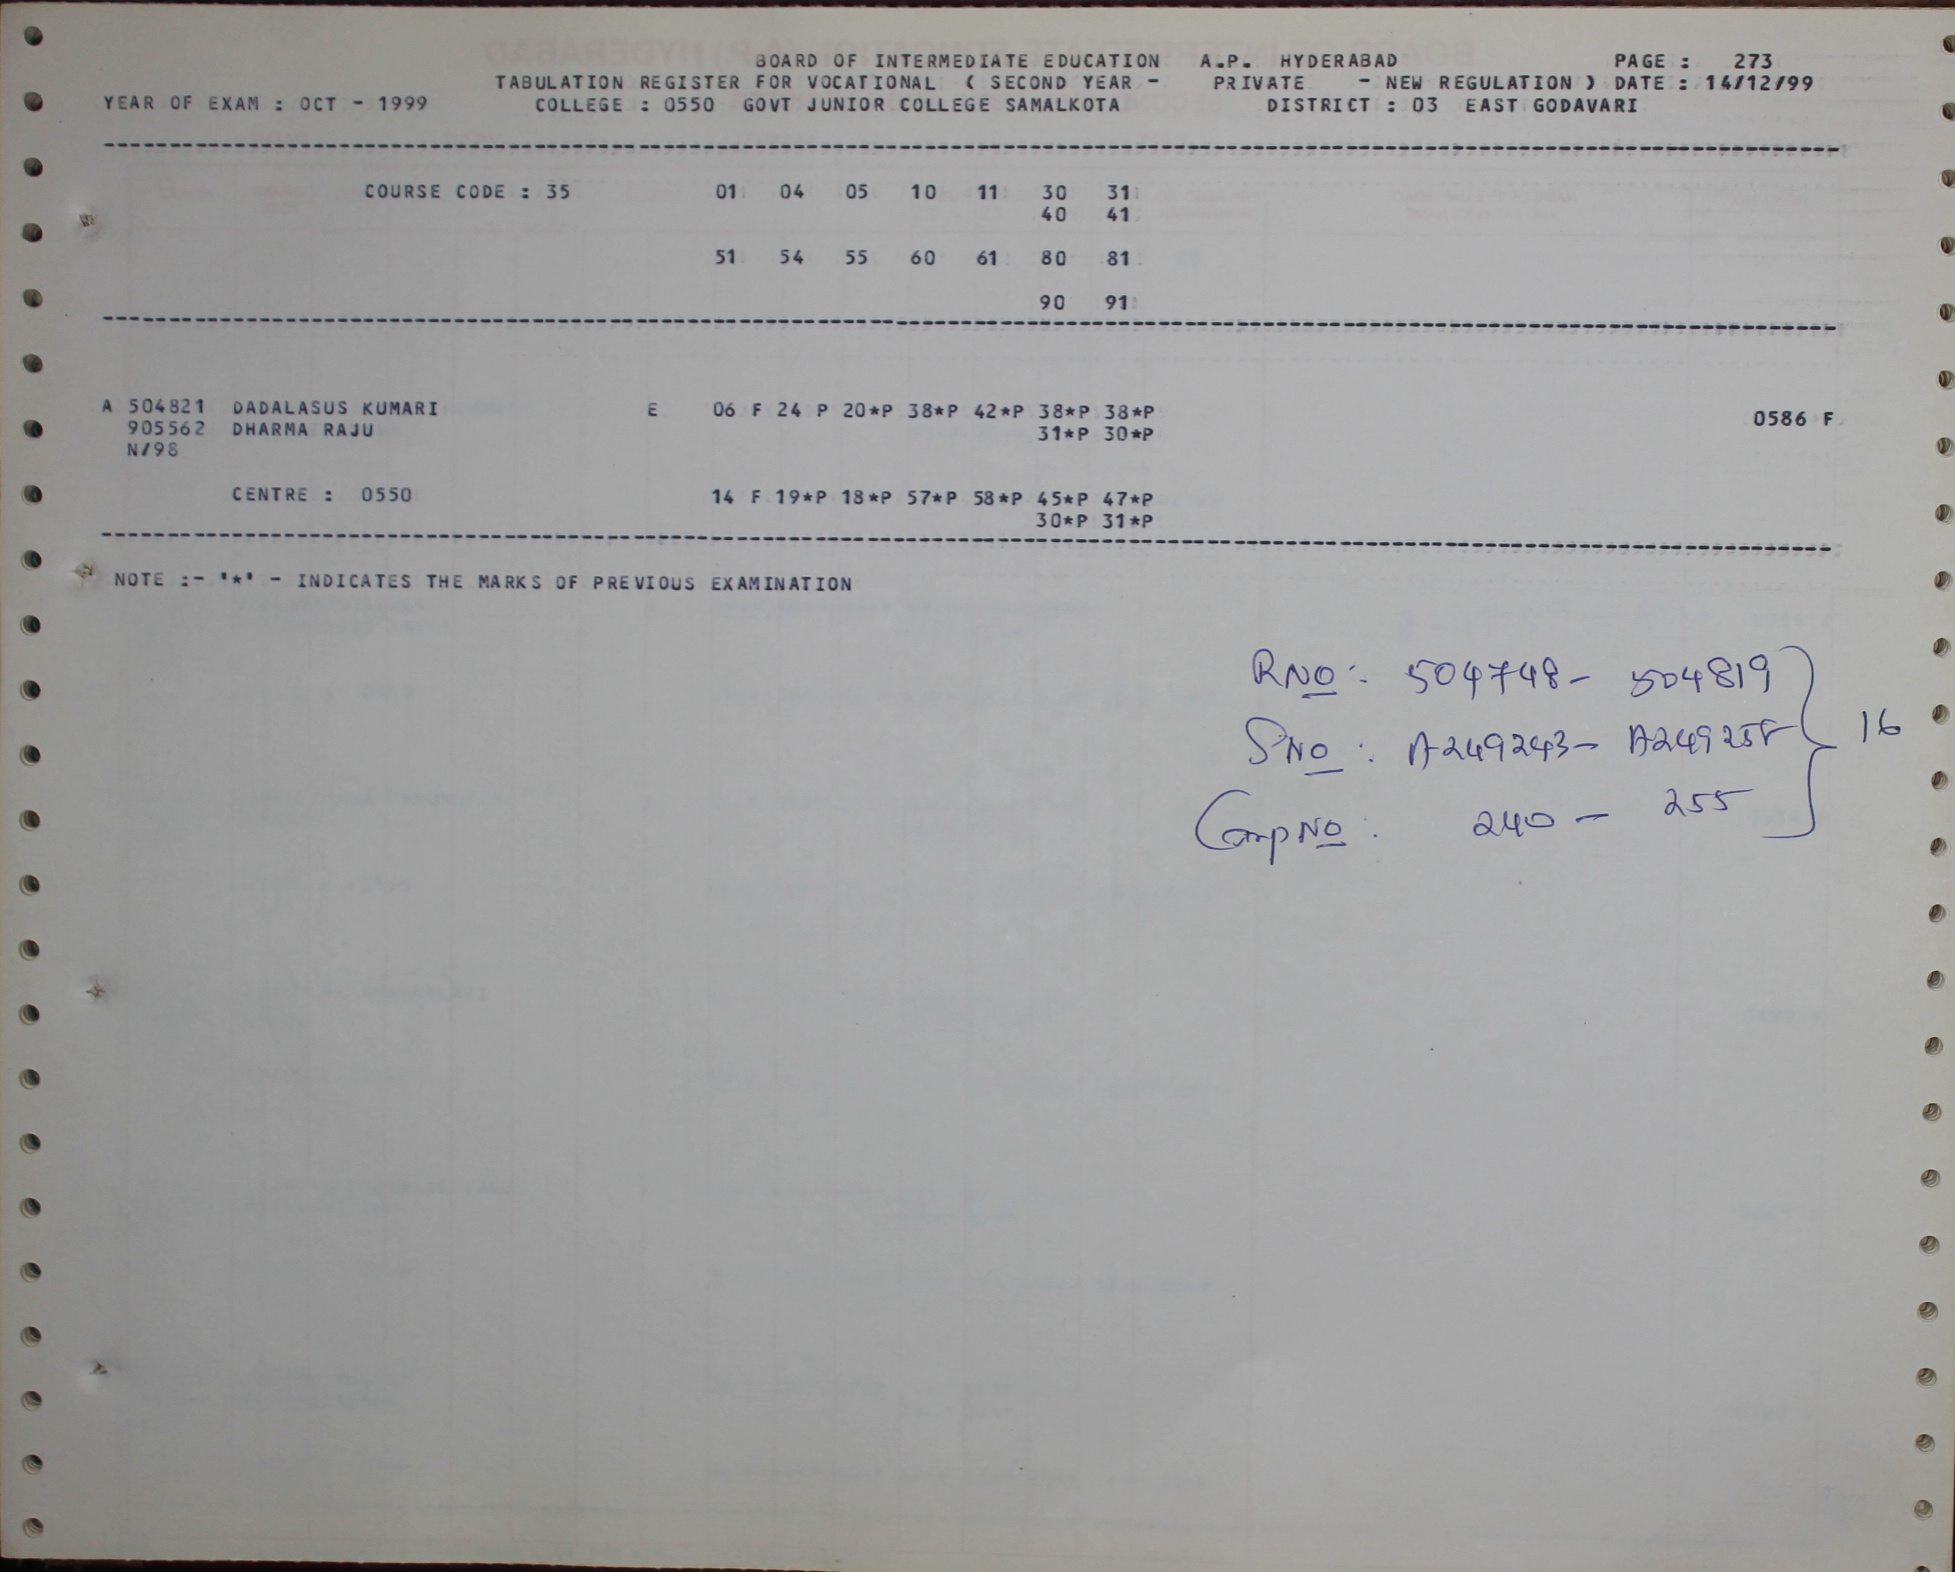 BOARD OF INTERMEDIATE EDUCATION A.P. HYDERABAD PAGE : 273
TABULATION REGISTER FOR VOCATIONAL ( SECOND YEAR - PRIVATE - NEW REGULATION ) DATE : 14/12/99
YEAR OF EXAM : OCT - 1999 COLLEGE : 0550 GOVT JUNIOR COLLEGE SAMALKOTA DISTRICT : 03 EAST GODAVARI
COURSE CODE : 35 01 04 05 10 11 30 31
40 41
51 54 55 60 61 80 81
90 91
A 504821 DADALASUS KUMARI E 06 F 24 P 20*P 38*P 42*P 38*P 38*P 0586 F
905562 DHARMA RAJU 31*P 30*P
N/98
CENTRE : 0550 14 F 19*P 18*P 57*P 58*P 45*P 47*P
30*P 31*P
NOTE :- '*' - INDICATES THE MARKS OF PREVIOUS EXAMINATION
RNo: 504748 - 504819
SNo : A249243 - A249258 16
CompNo : 240 - 255